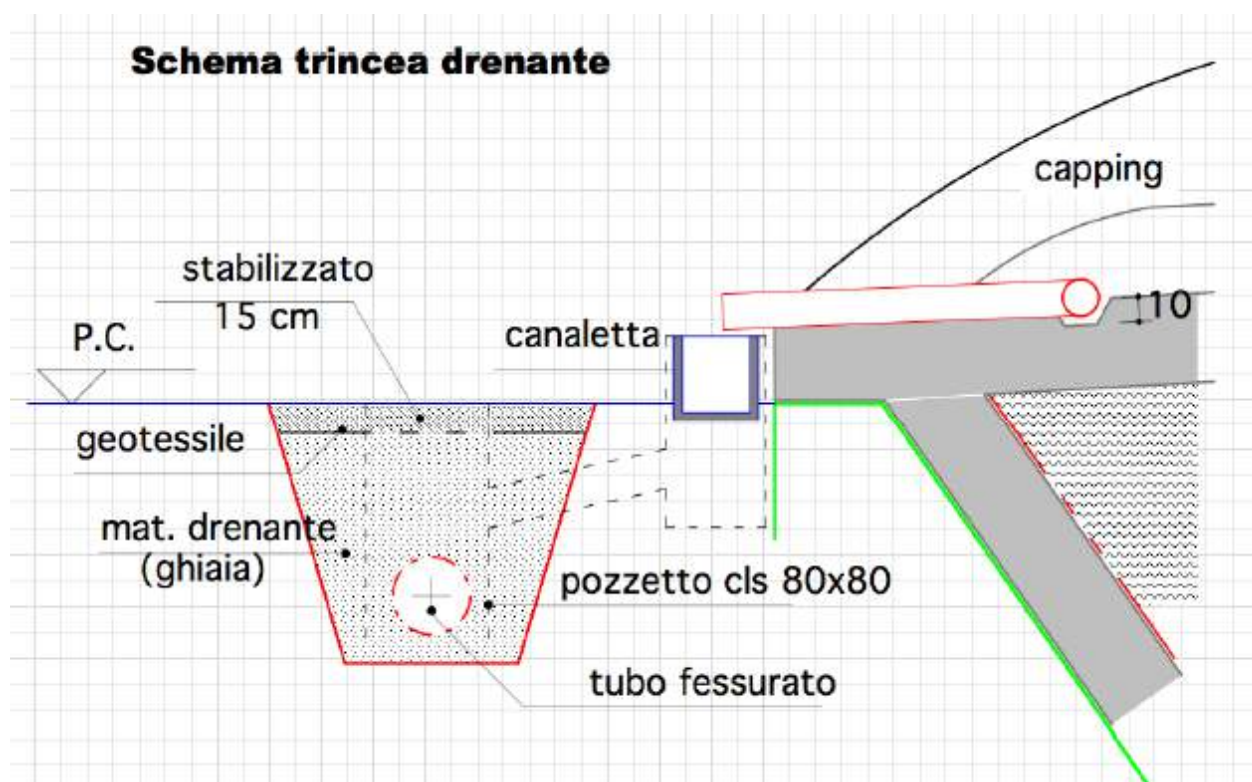 Schema trincea drenante
capping
stabilizzato
15 cm
10
P.C.
canaletta
geotessile
mat. drenante
(ghiaia)
pozzetto cls 80x80
tubo fessurato